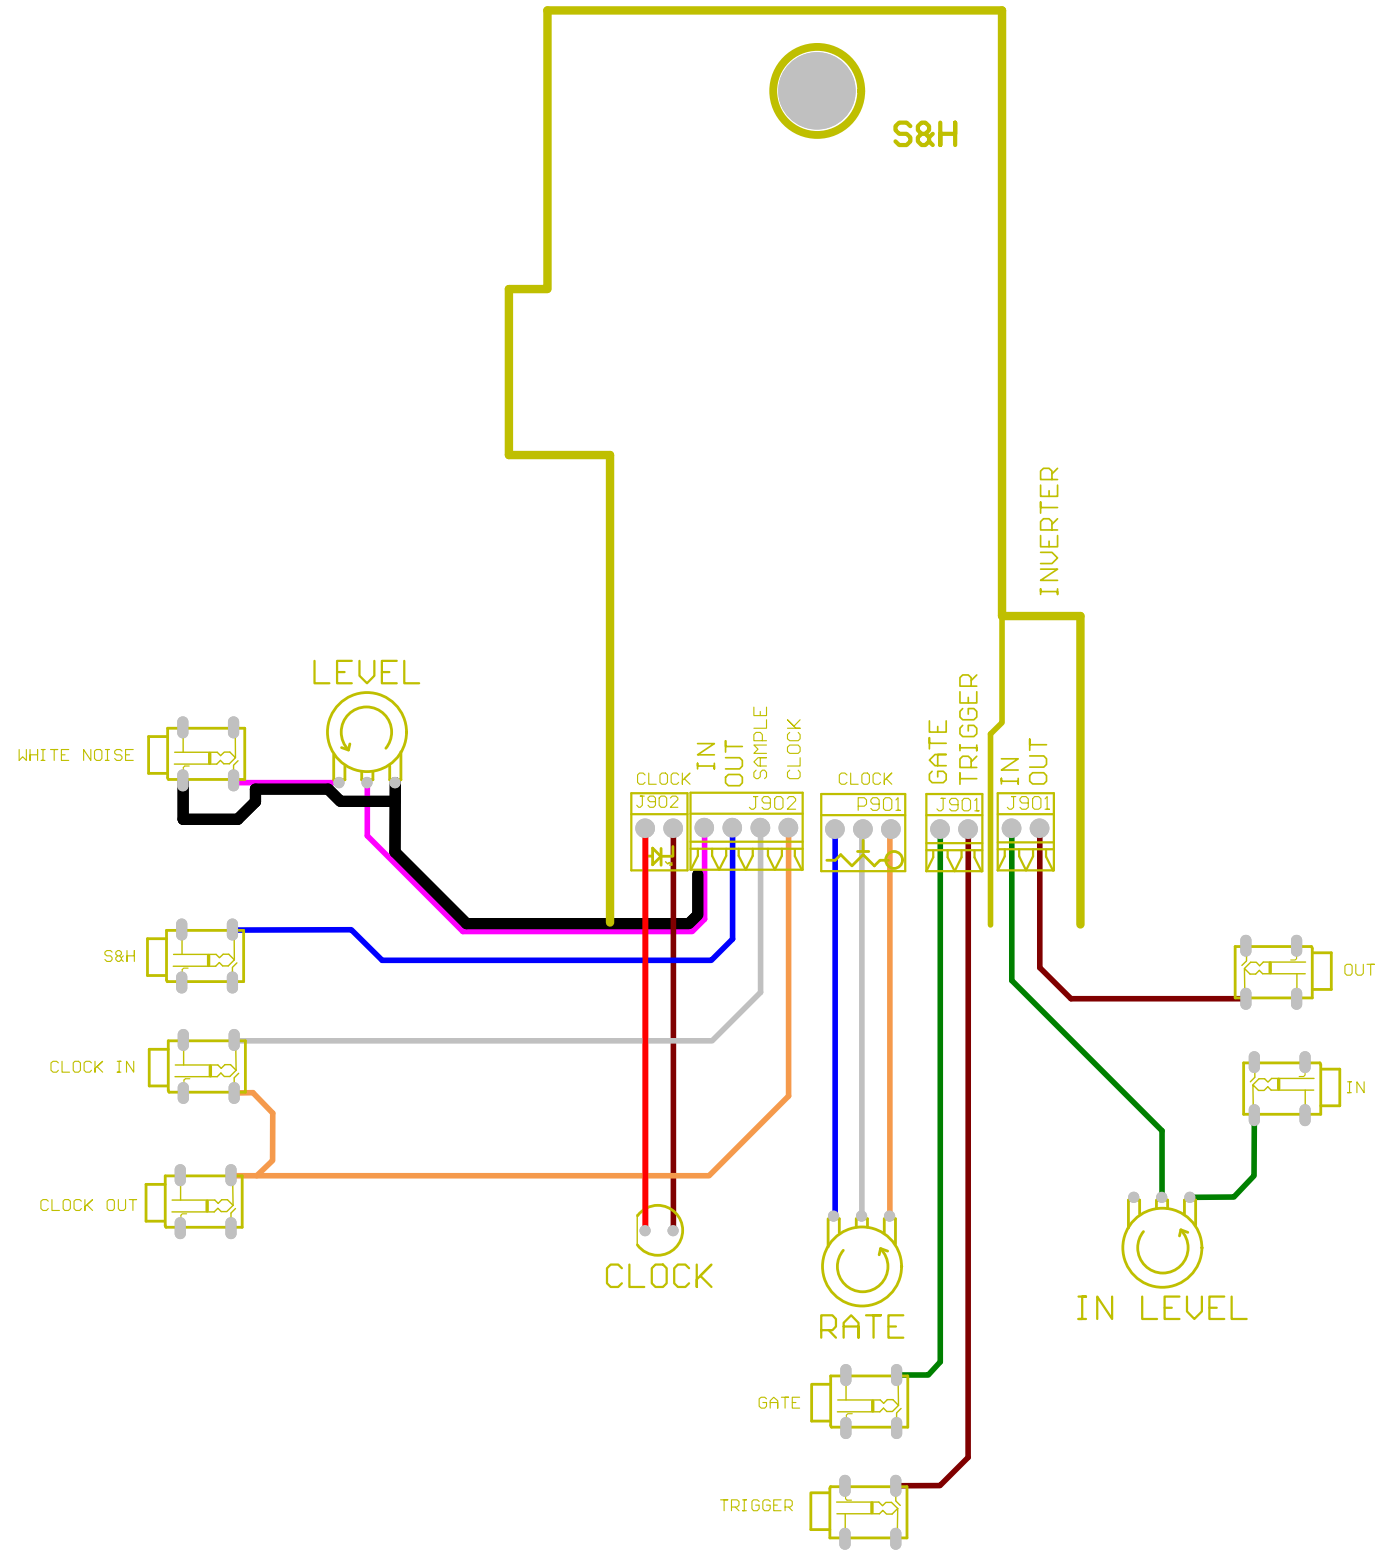 S&H
INVERTER
LEVEL
WHITE NOISE
CLOCK
IN
OUT
SAMPLE
CLOCK
CLOCK
GATE
TRIGGER
IN
OUT
J902
J902
P901
J901
J901
S&H
OUT
CLOCK IN
IN
CLOCK OUT
CLOCK
RATE
IN LEVEL
GATE
TRIGGER